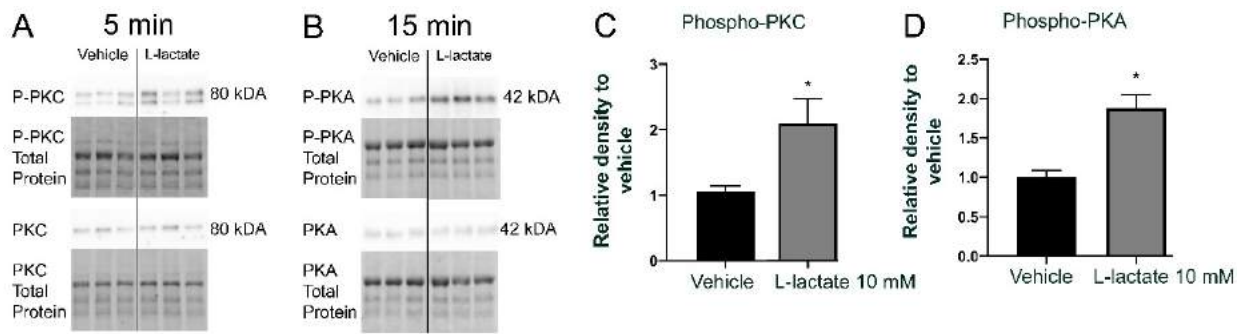 A 5 min
Vehicle L-lactate
P-PKC 80 kDA
P-PKC
Total
Protein
PKC 80 kDA
PKC
Total
Protein
B 15 min
Vehicle L-lactate
P-PKA 42 kDA
P-PKA
Total
Protein
PKA 42 kDA
PKA
Total
Protein
C Phospho-PKC
Relative density to
vehicle
3
2
1
0
*
Vehicle L-lactate 10 mM
D Phospho-PKA
Relative density to
vehicle
2.5
2.0
1.5
1.0
0.5
0.0
*
Vehicle L-lactate 10 mM